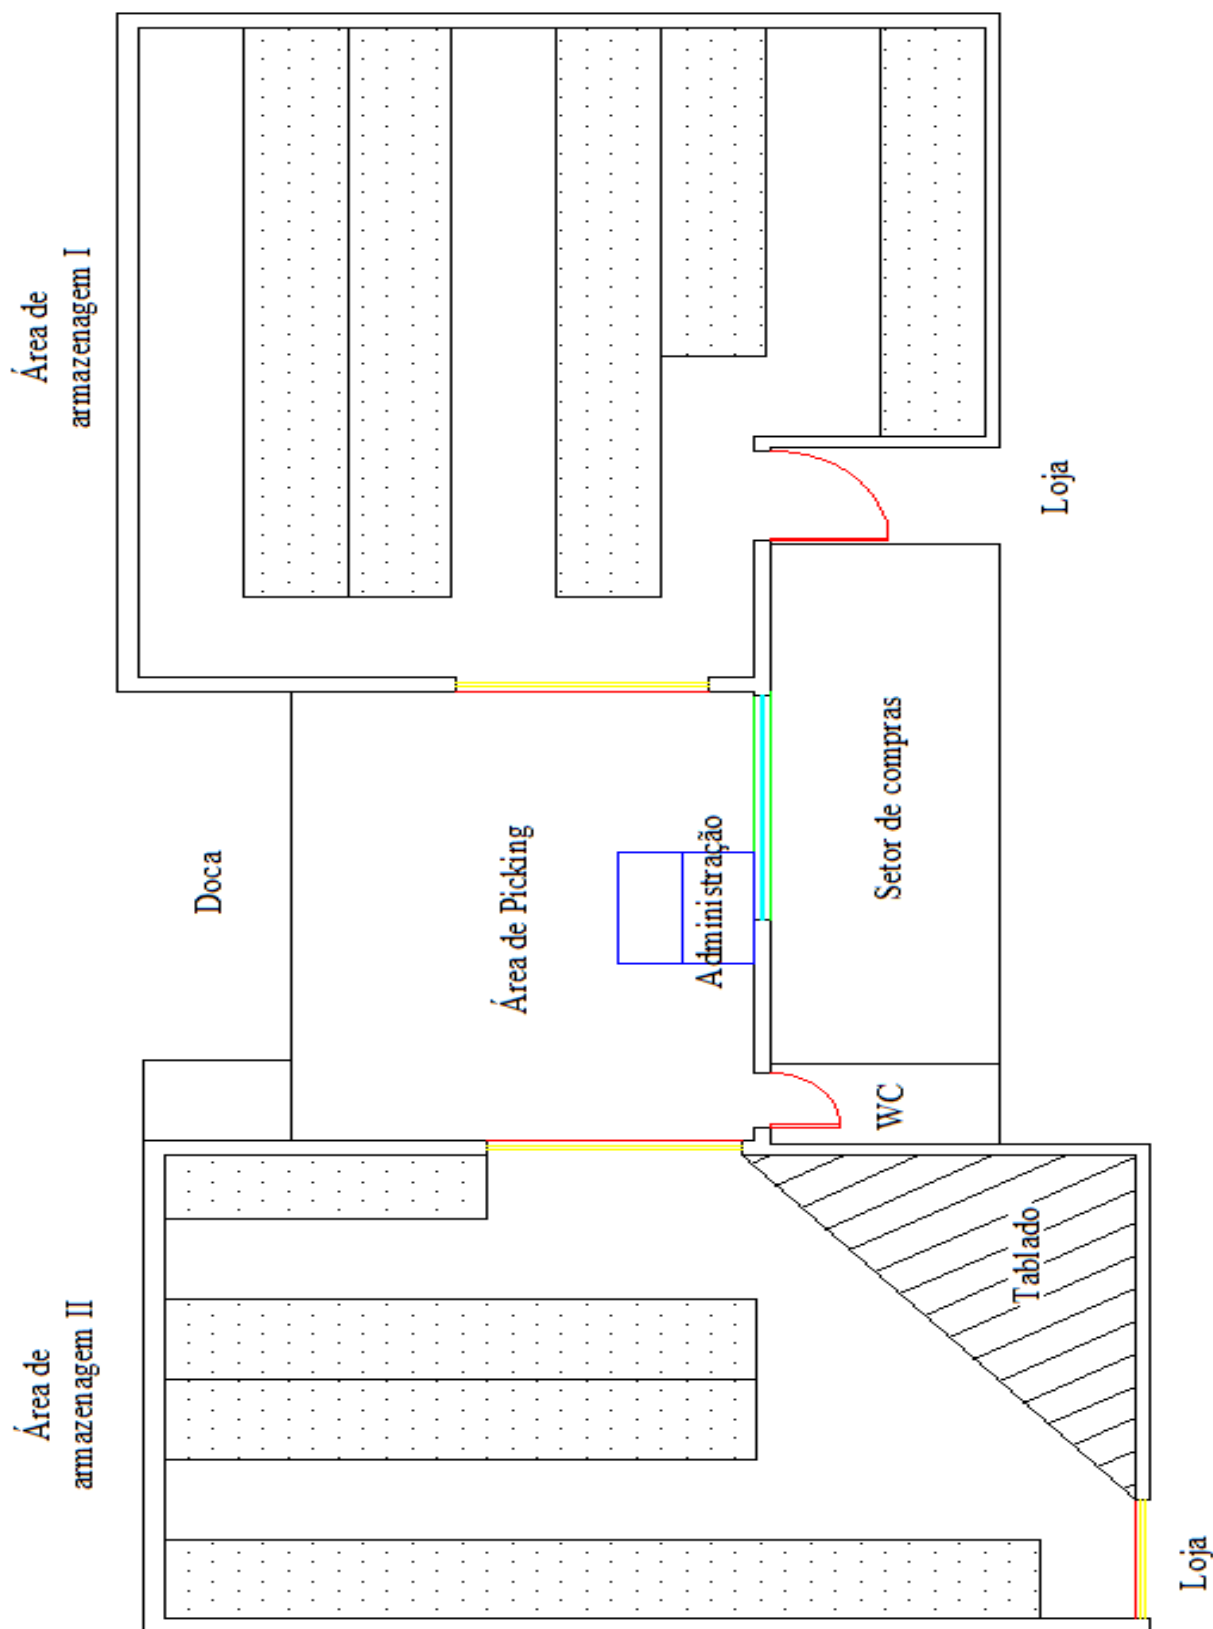 Área de
armazenagem II
Área de
armazenagem I
Doca
Área de Picking
Administração
Setor de compras
WC
Tablado
Loja
Loja